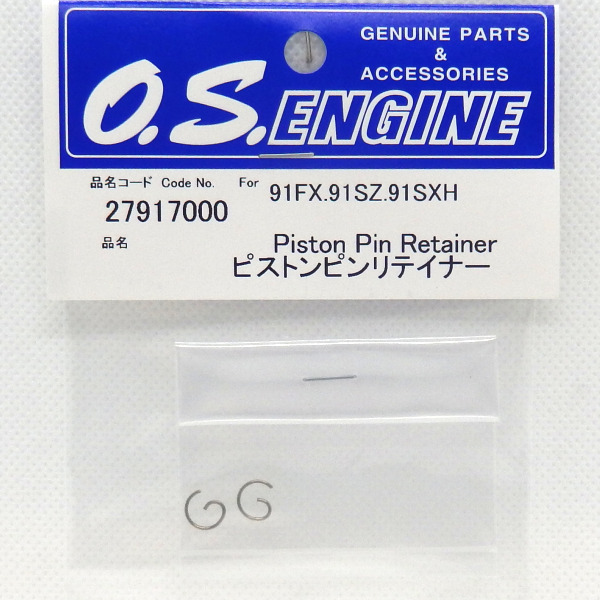 GENUINE PARTS
&
ACCESSORIES
O.S.ENGINE
品名コード Code No. For 91FX.91SZ.91SXH
27917000
品名 Piston Pin Retainer
ピストンピンリテイナー